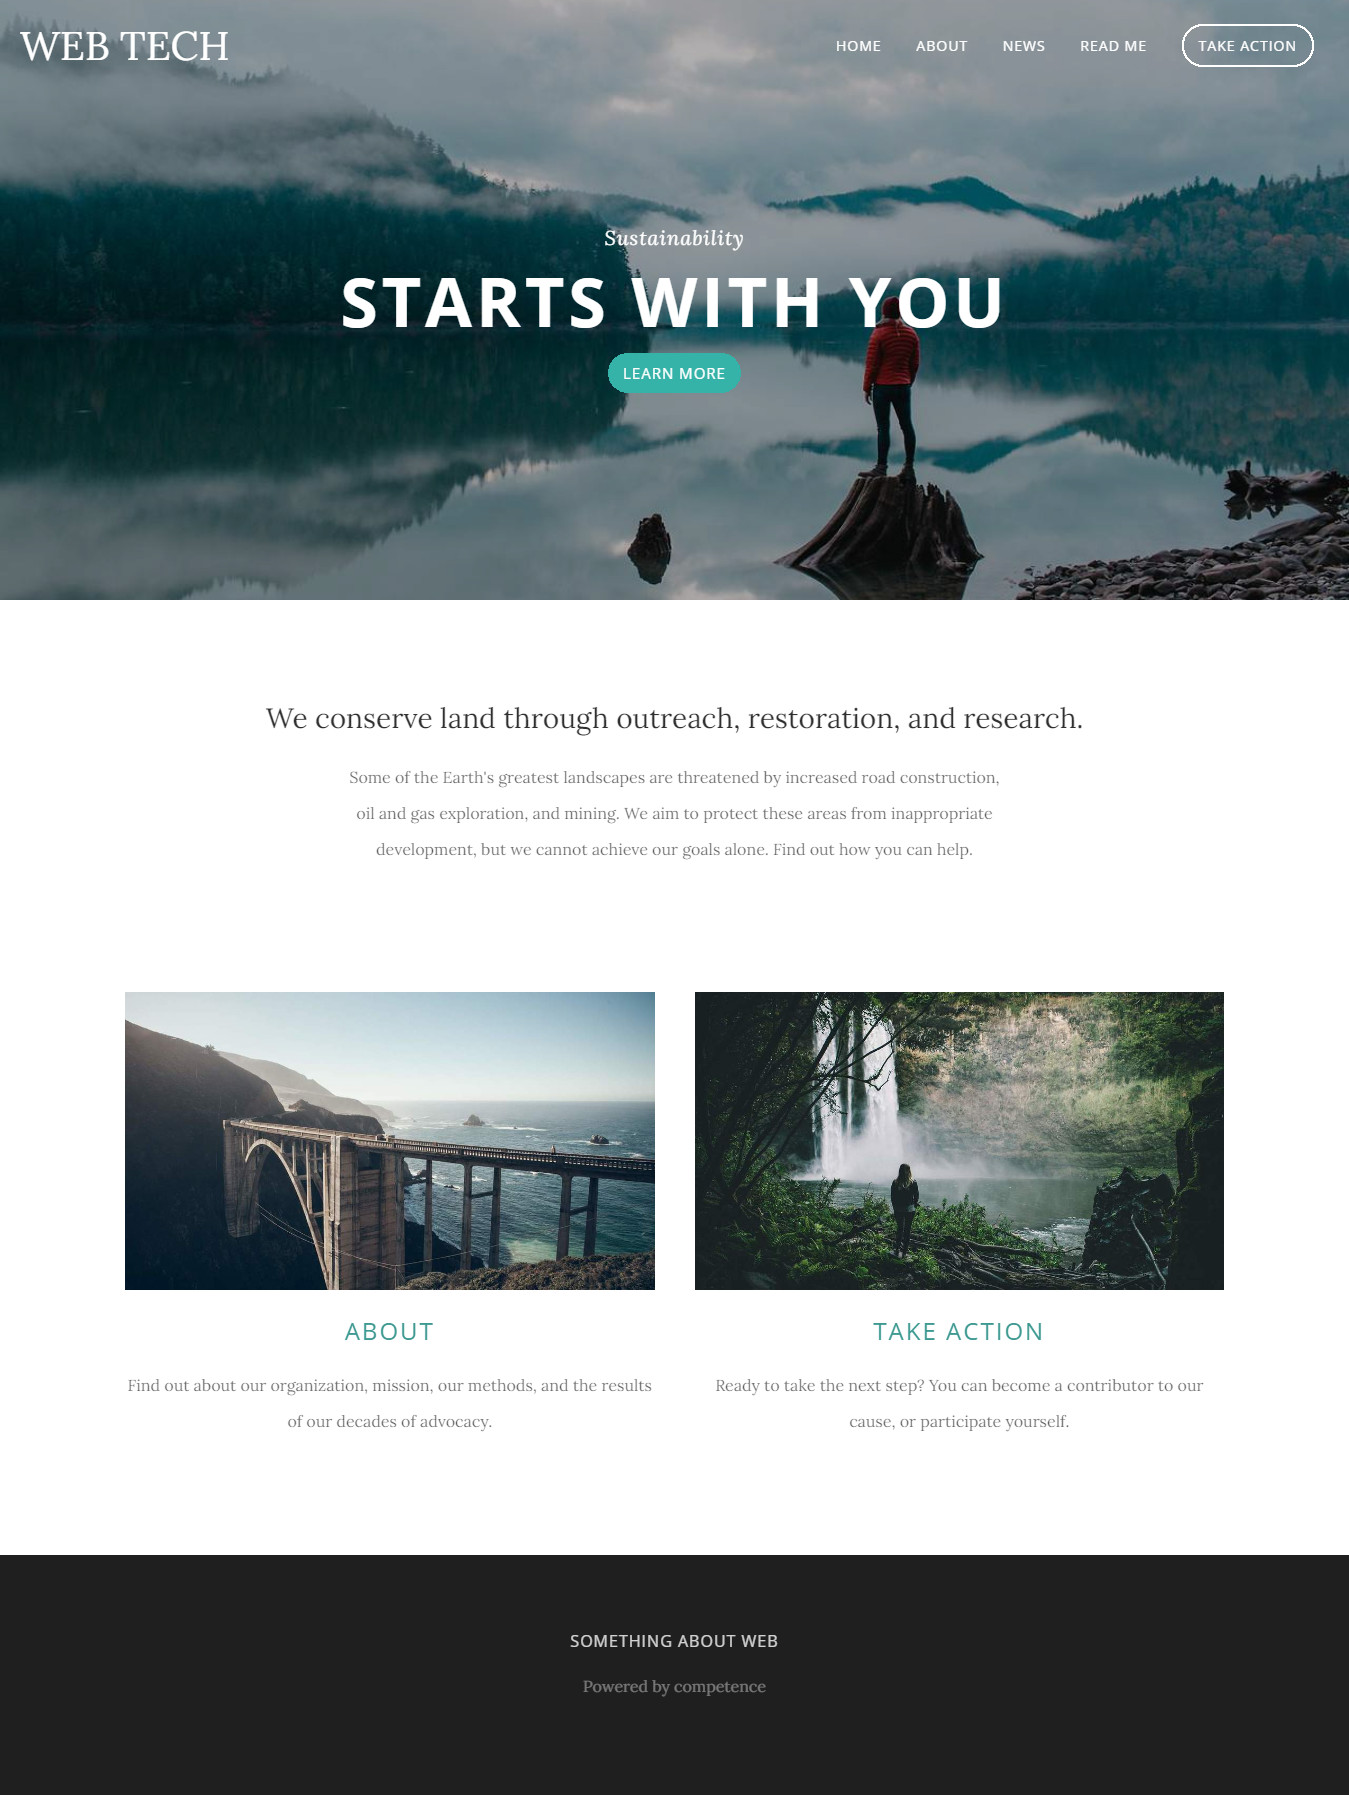 WEB TECH
HOME ABOUT NEWS READ ME TAKE ACTION
Sustainability
STARTS WITH YOU
LEARN MORE
We conserve land through outreach, restoration, and research.
Some of the Earth's greatest landscapes are threatened by increased road construction,
oil and gas exploration, and mining. We aim to protect these areas from inappropriate
development, but we cannot achieve our goals alone. Find out how you can help.
ABOUT
Find out about our organization, mission, our methods, and the results
of our decades of advocacy.
TAKE ACTION
Ready to take the next step? You can become a contributor to our
cause, or participate yourself.
SOMETHING ABOUT WEB
Powered by competence